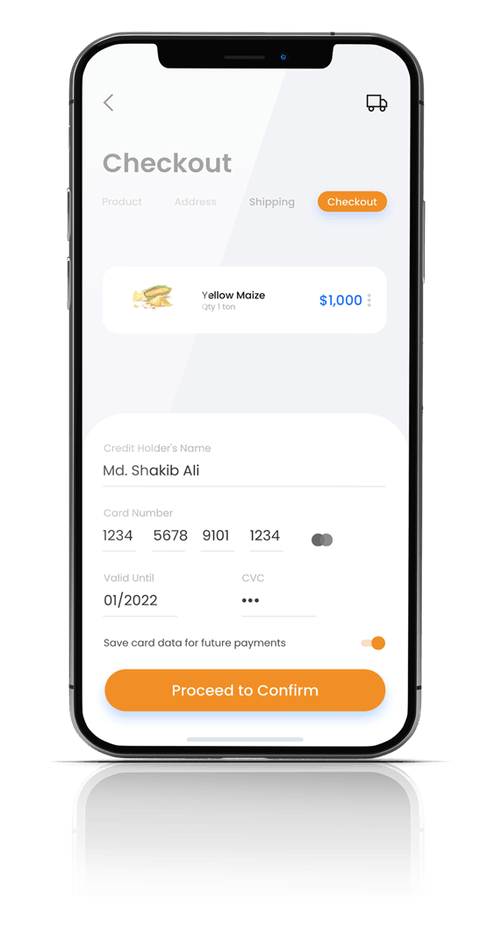 Checkout
Product Address Shipping Checkout
Yellow Maize
Qty 1 ton
$1,000
Credit Holder's Name
Md. Shakib Ali
Card Number
1234 5678 9101 1234
Valid Until CVC
01/2022 •••
Save card data for future payments
Proceed to Confirm